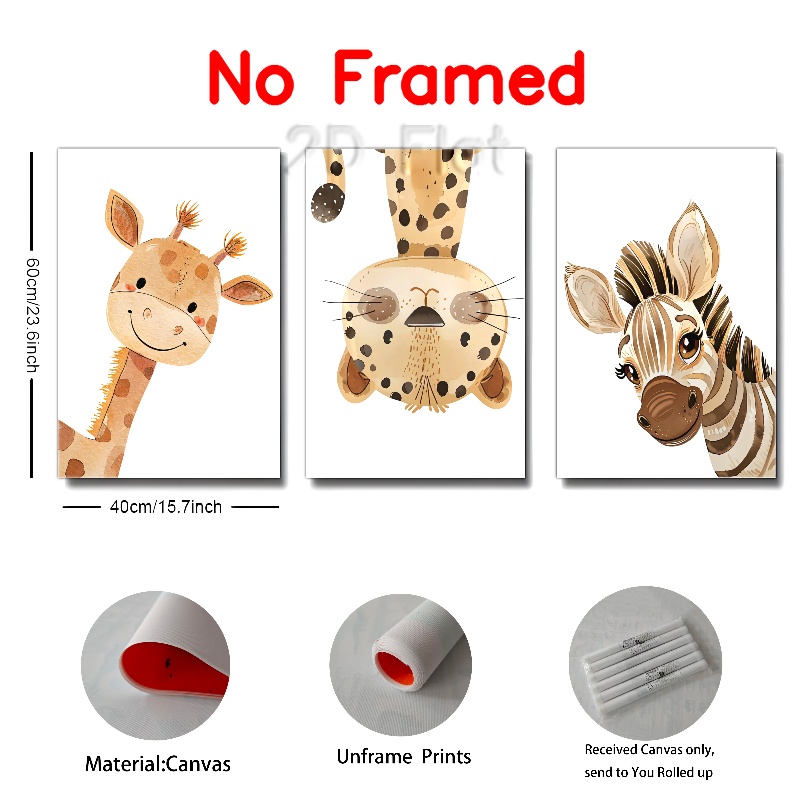 No Framed
2D Flat
60cm/23.6inch
40cm/15.7inch
Material:Canvas
Unframe Prints
Received Canvas only,
send to You Rolled up